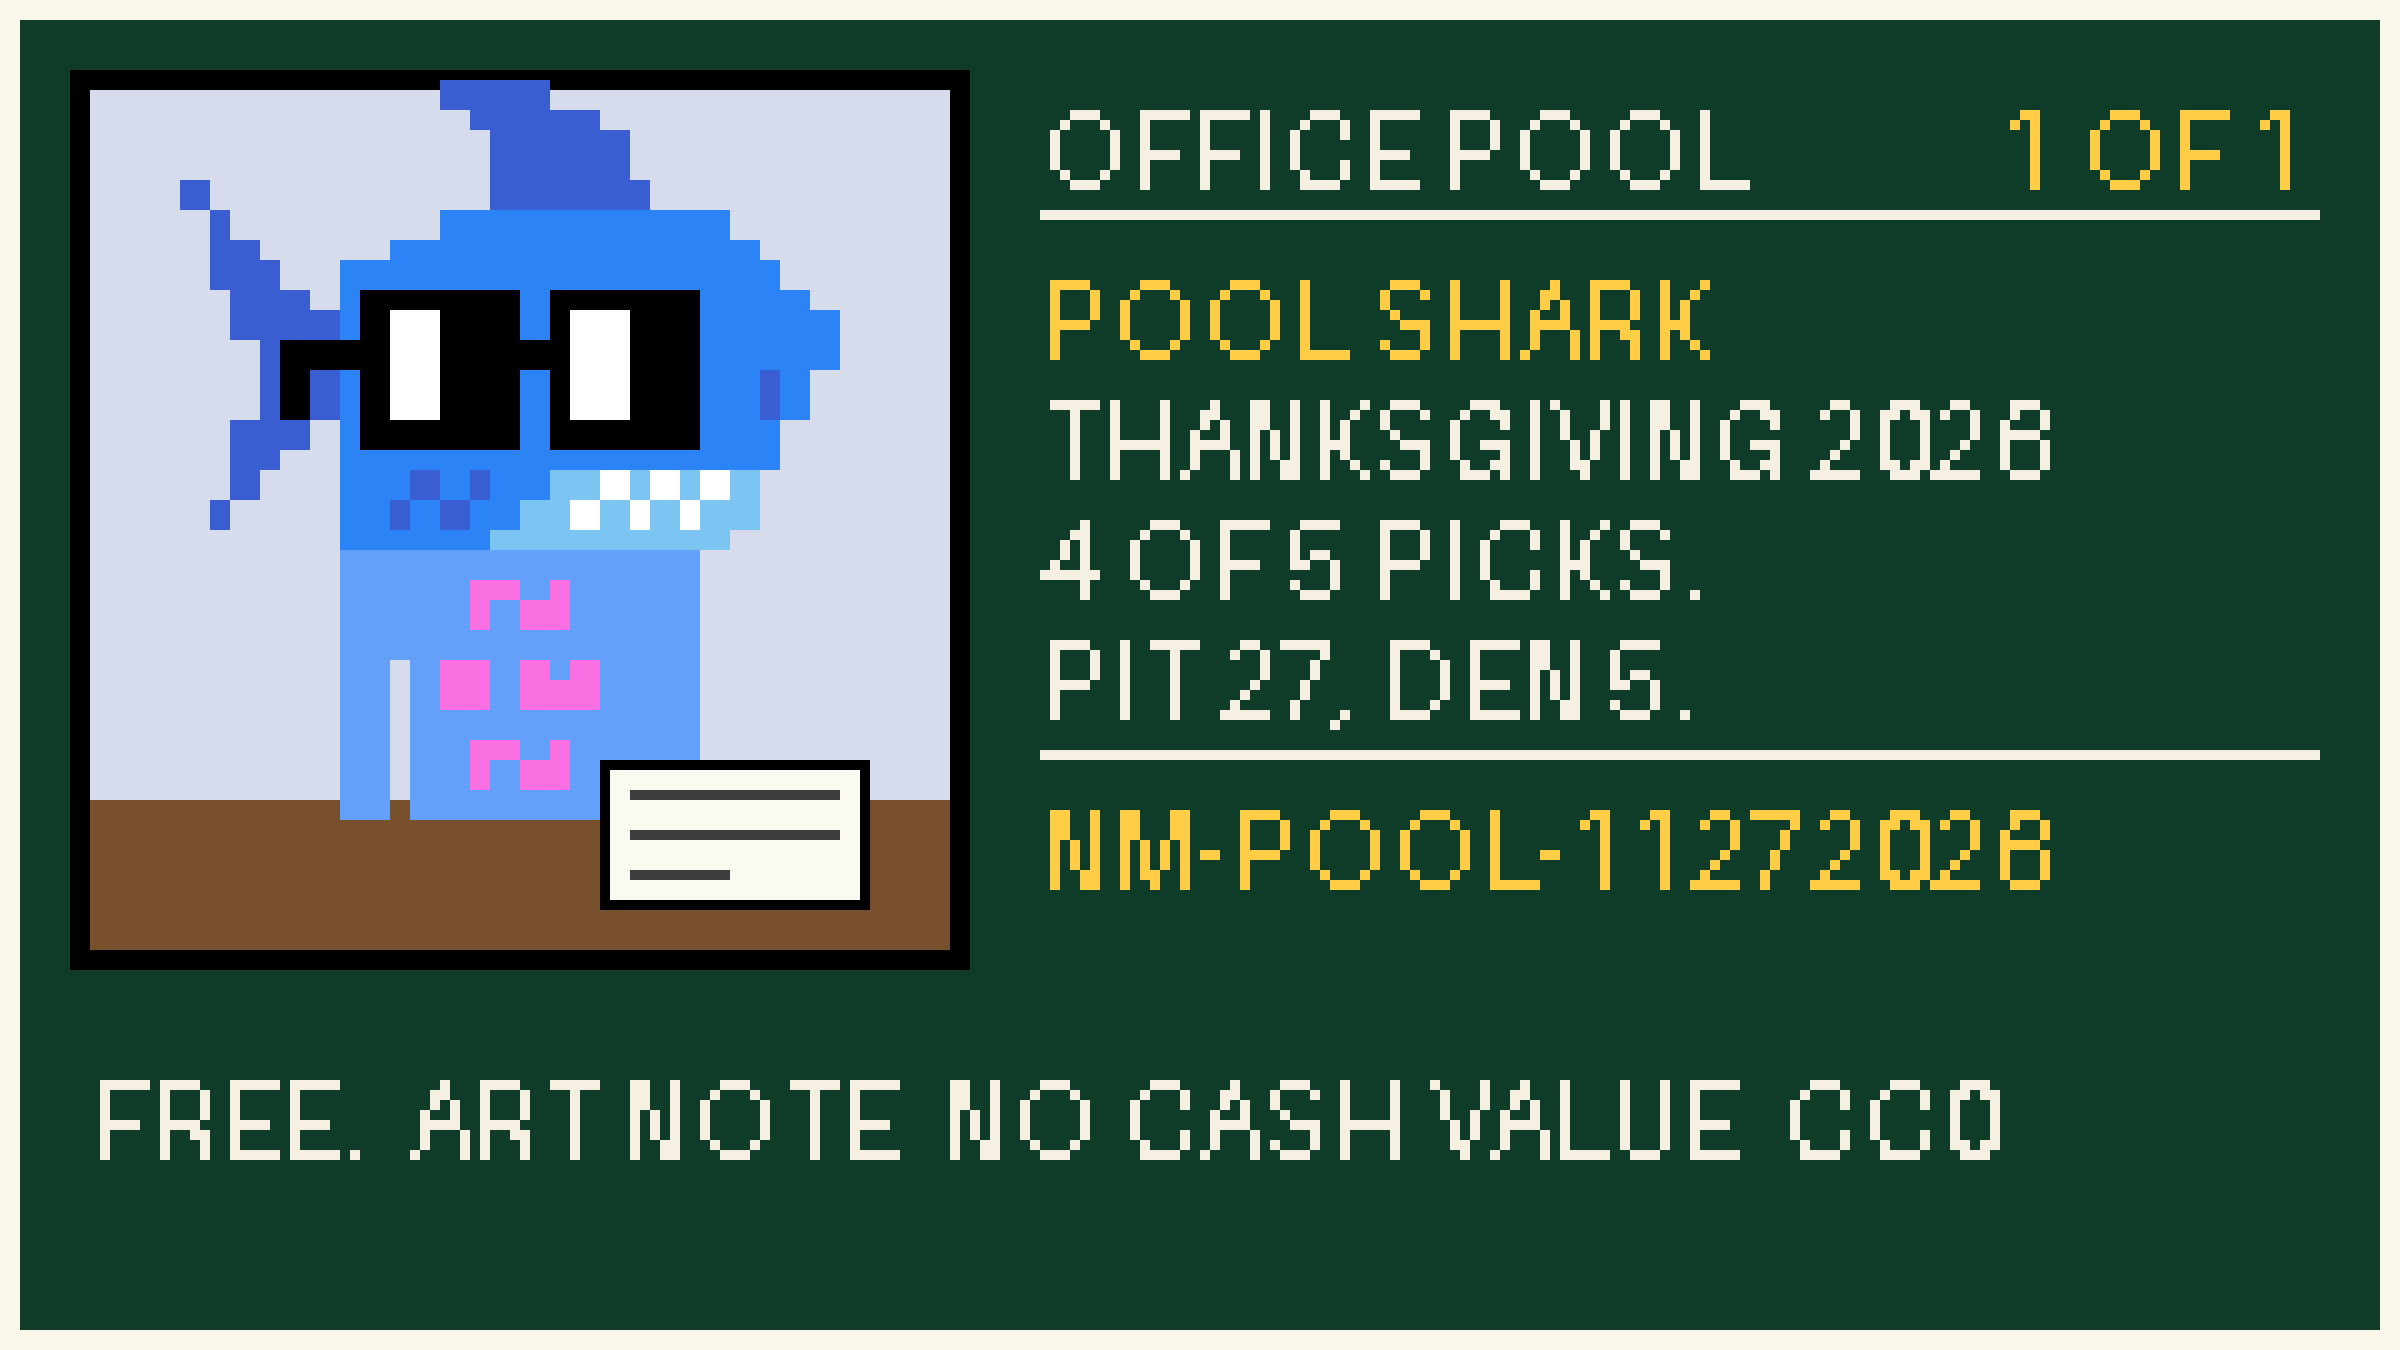 OFFICE POOL 1 OF 1
POOL SHARK
THANKSGIVING 2028
4 OF 5 PICKS.
PIT 27, DEN 5.
NM-POOL-11272028
FREE. ART NOTE NO CASH VALUE CC0